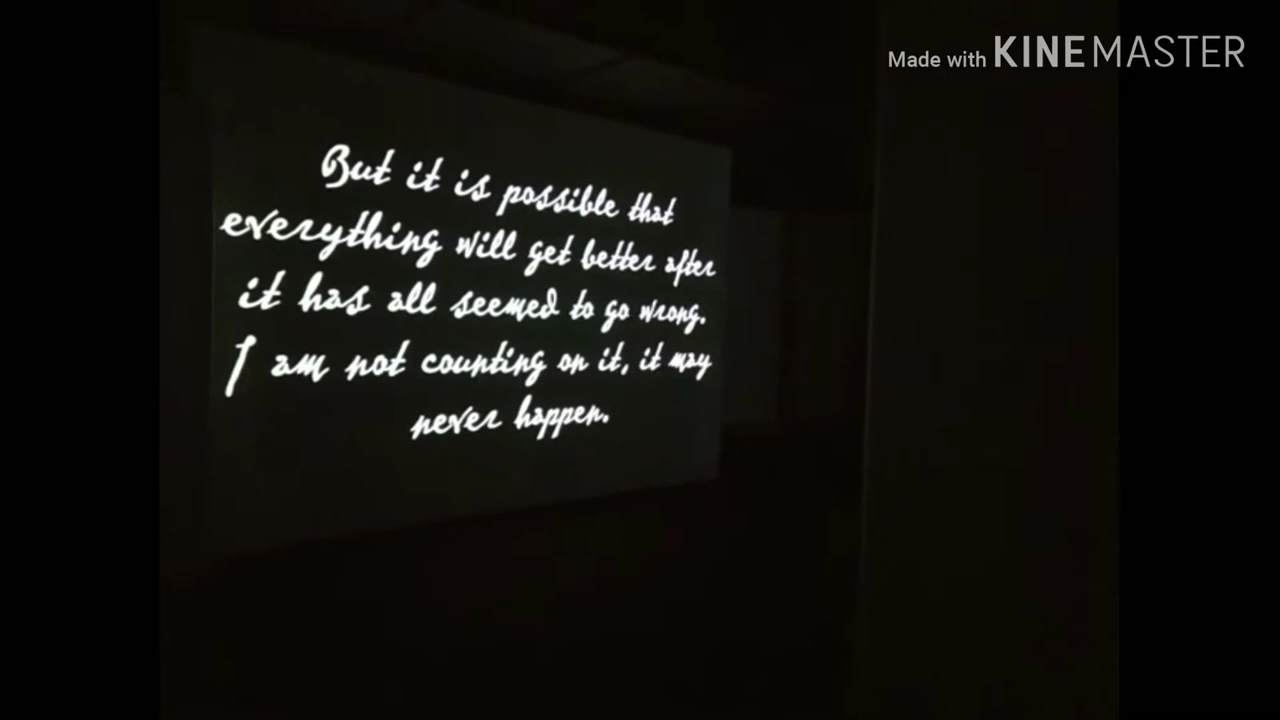 Made with KINEMASTER
But it is possible that
everything will get better after
it has all seemed to go wrong.
I am not counting on it, it may
never happen.